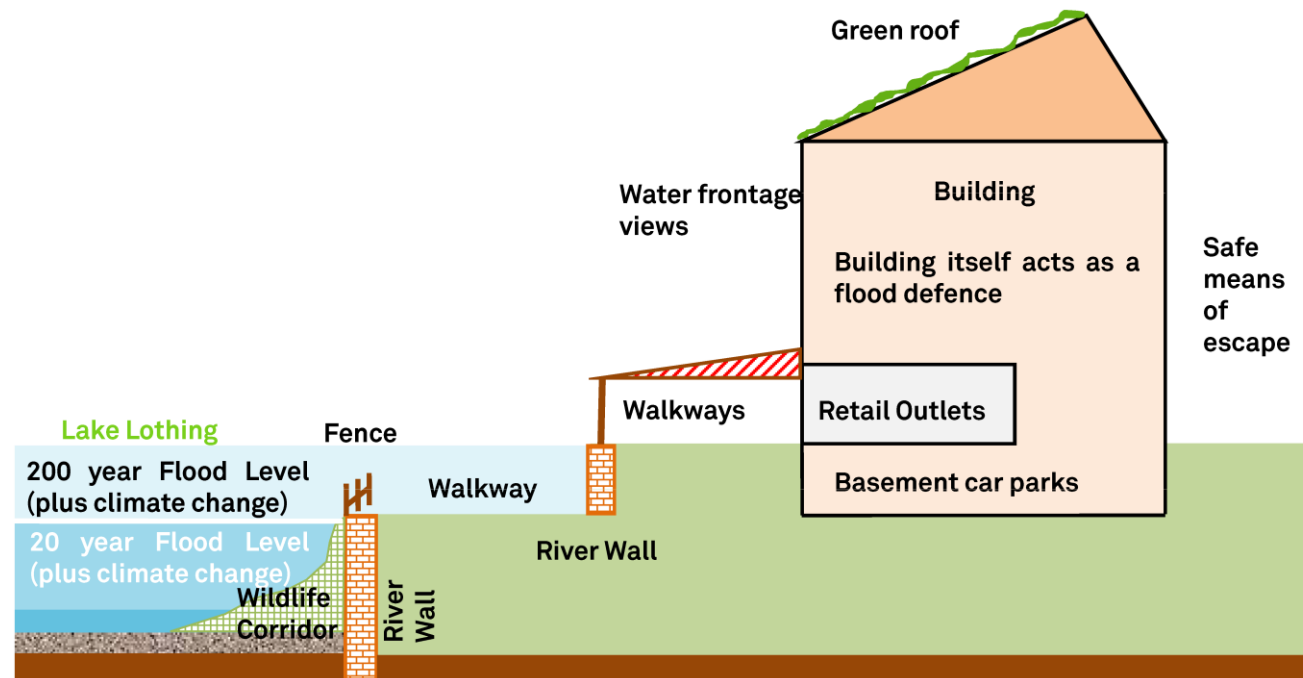 Green roof
Water frontage
views
Building
Building itself acts as a
flood defence
Safe
means
of
escape
Walkways
Retail Outlets
Lake Lothing
Fence
200 year Flood Level
(plus climate change)
Walkway
Basement car parks
20 year Flood Level
(plus climate change)
River Wall
Wildlife
Corridor
River
Wall